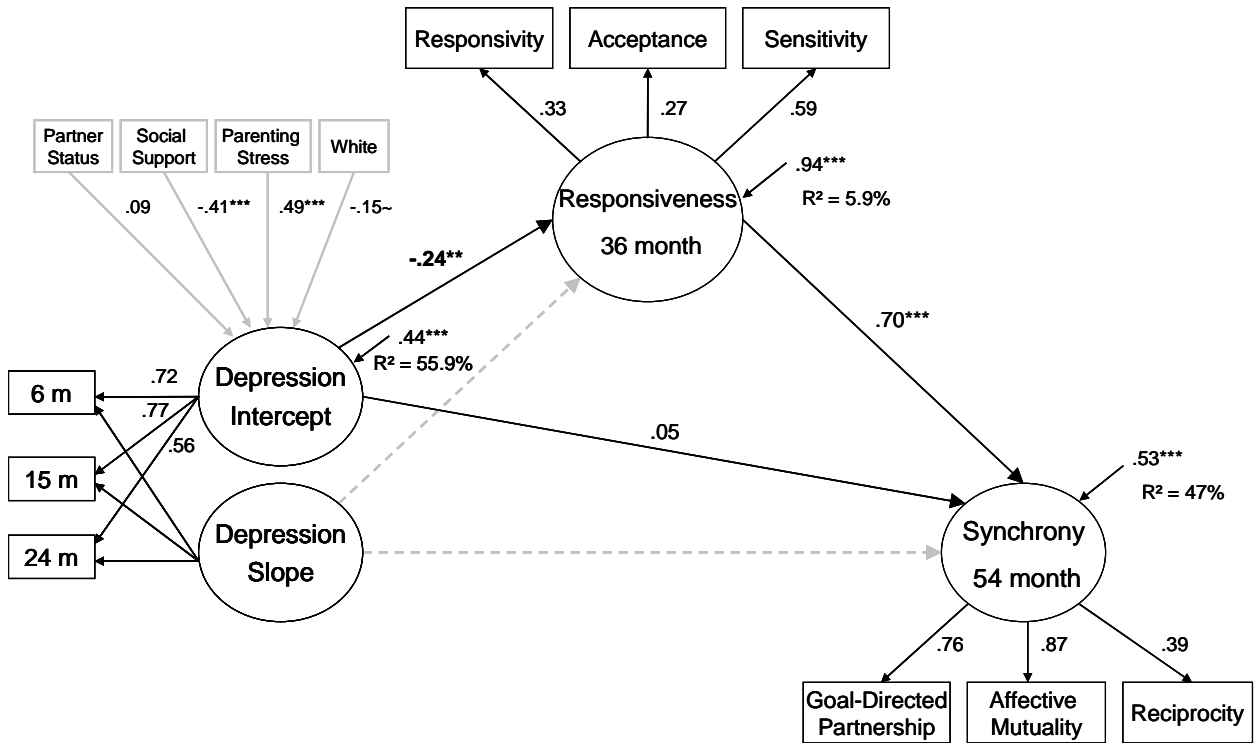 Responsivity
Acceptance
Sensitivity
.33
.27
.59
Partner
Status
Social
Support
Parenting
Stress
White
.09
-.41***
.49***
-.15~
Responsiveness
36 month
.94***
R² = 5.9%
-.24**
.44***
R² = 55.9%
.70***
6 m
15 m
24 m
.72
.77
.56
Depression
Intercept
.05
Depression
Slope
Synchrony
54 month
.53***
R² = 47%
.76
.87
.39
Goal-Directed
Partnership
Affective
Mutuality
Reciprocity